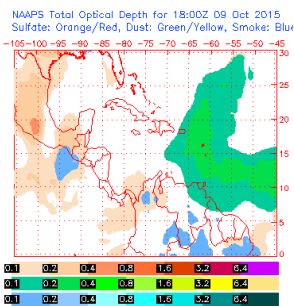 NAAPS Total Optical Depth for 18:00Z 09 Oct 2015
Sulfate: Orange/Red, Dust: Green/Yellow, Smoke: Blue
-105 -100 -95 -90 -85 -80 -75 -70 -65 -60 -55 -50 -45
30
25
20
15
10
5
0
0.1 0.2 0.4 0.8 1.6 3.2 6.4
0.1 0.2 0.4 0.8 1.6 3.2 6.4
0.1 0.2 0.4 0.8 1.6 3.2 6.4